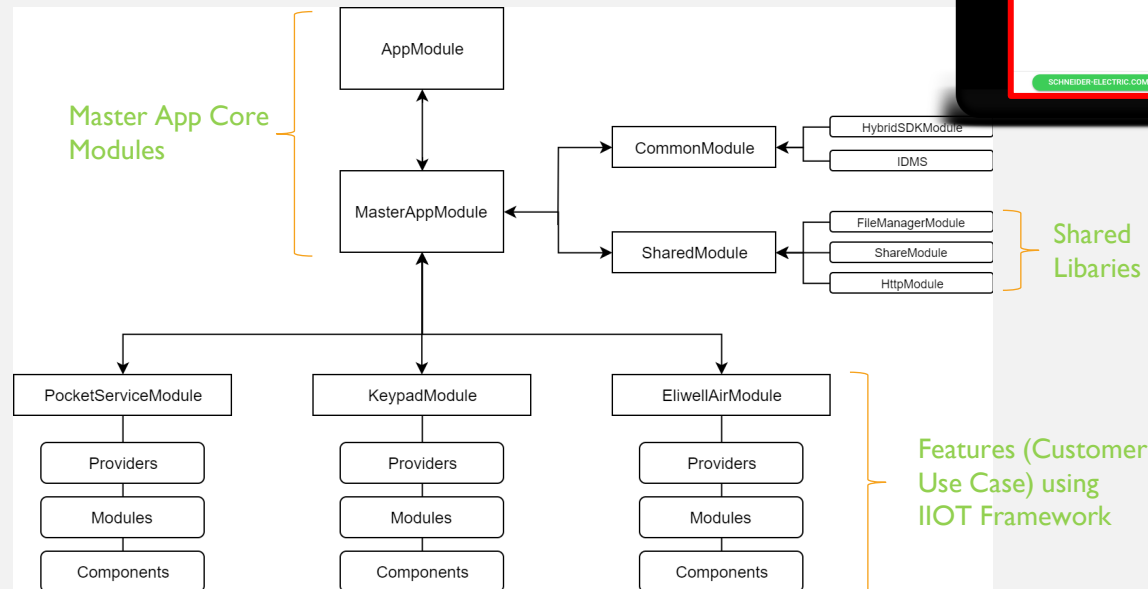 AppModule
SCHNEIDER-ELECTRIC.COM
Master App Core
Modules
HybridSDKModule
CommonModule
IDMS
MasterAppModule
FileManagerModule
SharedModule
ShareModule
HttpModule
Shared
Libaries
PocketServiceModule
KeypadModule
EliwellAirModule
Providers
Providers
Providers
Modules
Modules
Modules
Components
Components
Components
Features (Customer
Use Case) using
IIOT Framework